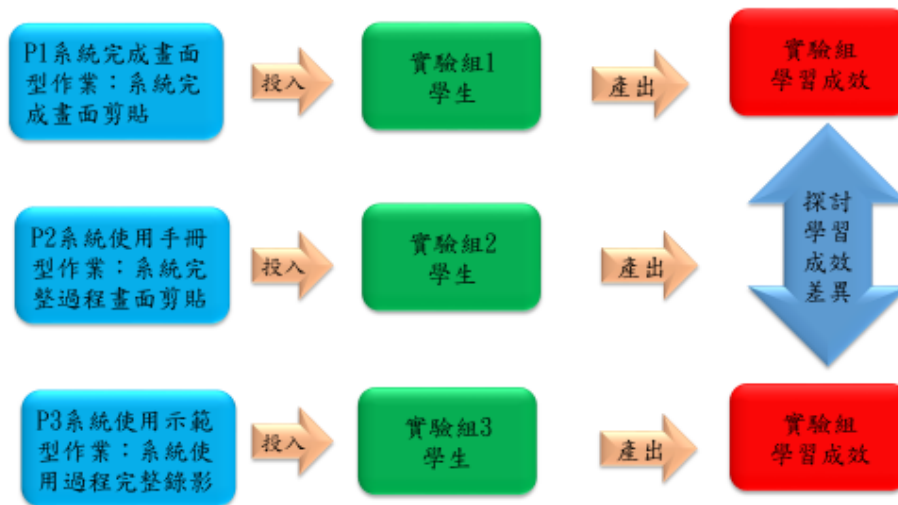 P1系統完成畫面
型作業：系統完
成畫面剪貼
投入
實驗組1
學生
產出
實驗組
學習成效
P2系統使用手冊
型作業：系統完
整過程畫面剪貼
投入
實驗組2
學生
產出
探討
學習
成效
差異
P3系統使用示範
型作業：系統使
用過程完整錄影
投入
實驗組3
學生
產出
實驗組
學習成效